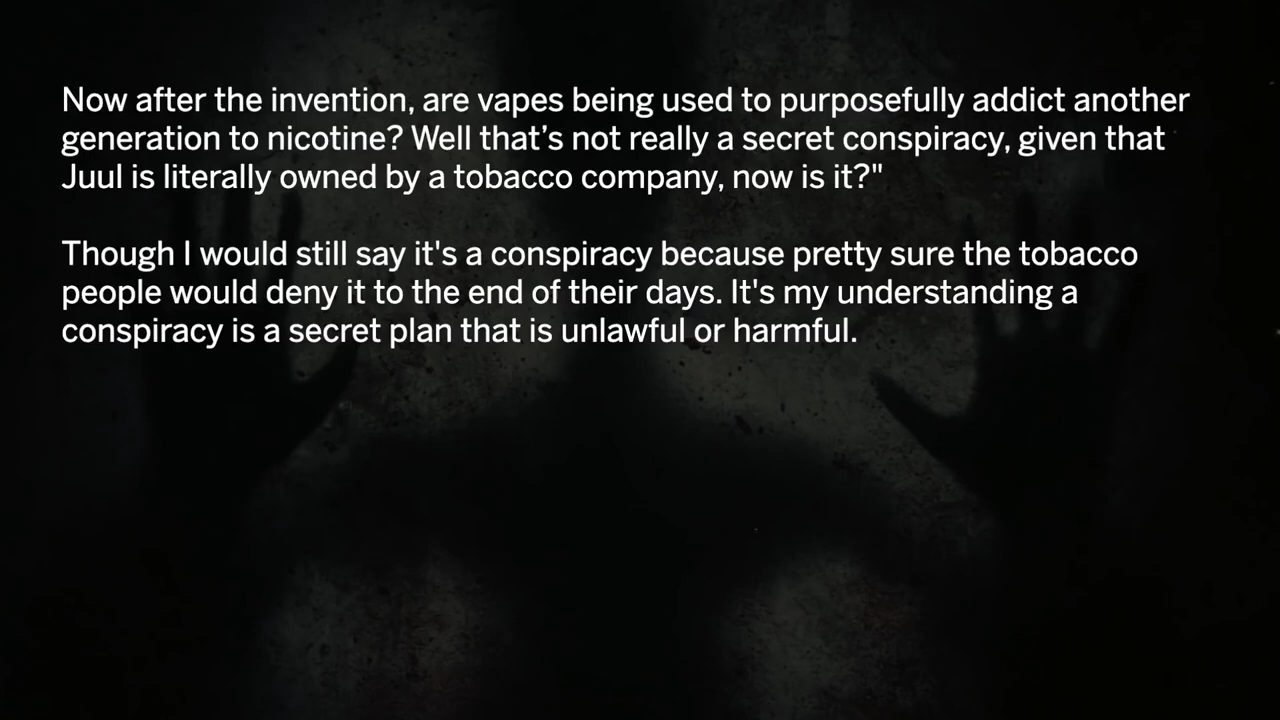 Now after the invention, are vapes being used to purposefully addict another
generation to nicotine? Well that’s not really a secret conspiracy, given that
Juul is literally owned by a tobacco company, now is it?"
Though I would still say it's a conspiracy because pretty sure the tobacco
people would deny it to the end of their days. It's my understanding a
conspiracy is a secret plan that is unlawful or harmful.